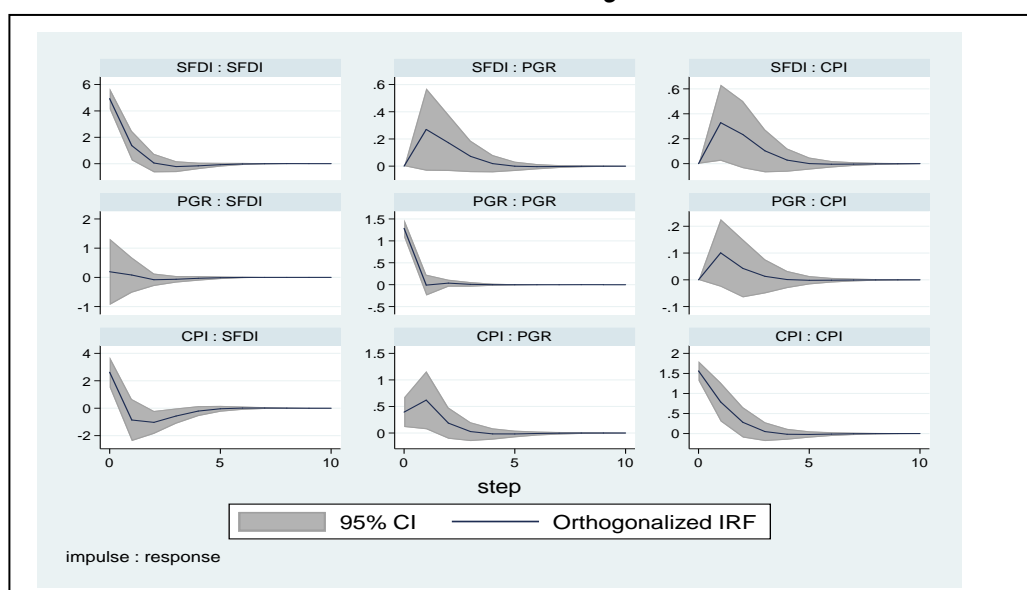 SFDI : SFDI
SFDI : PGR
SFDI : CPI
6
4
2
0
.6
.4
.2
0
.6
.4
.2
0
PGR : SFDI
PGR : PGR
PGR : CPI
2
1
0
-1
1.5
1
.5
0
-.5
.2
.1
0
-.1
CPI : SFDI
CPI : PGR
CPI : CPI
4
2
0
-2
1.5
1
.5
0
2
1.5
1
.5
0
0 5 10
0 5 10
0 5 10
step
95% CI
Orthogonalized IRF
impulse : response